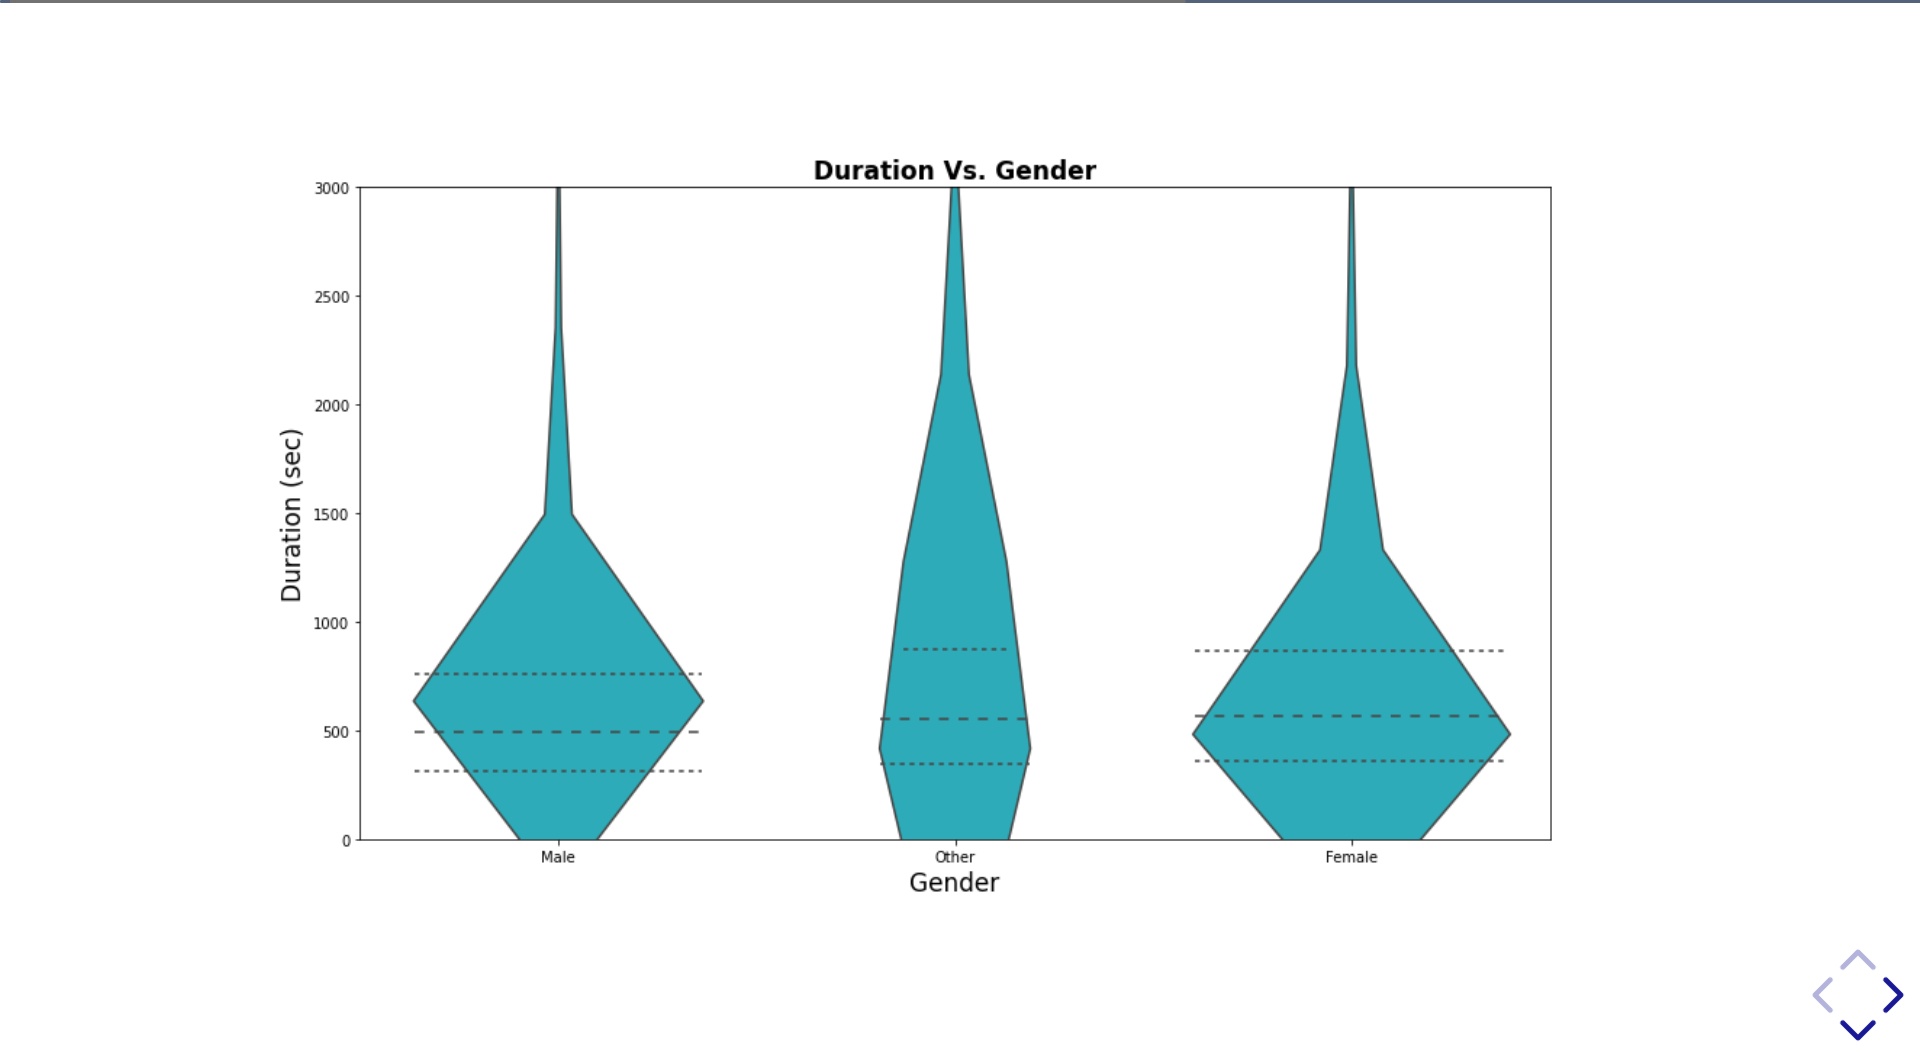 Duration Vs. Gender
3000
2500
2000
1500
1000
500
0
Duration (sec)
Male
Other
Female
Gender